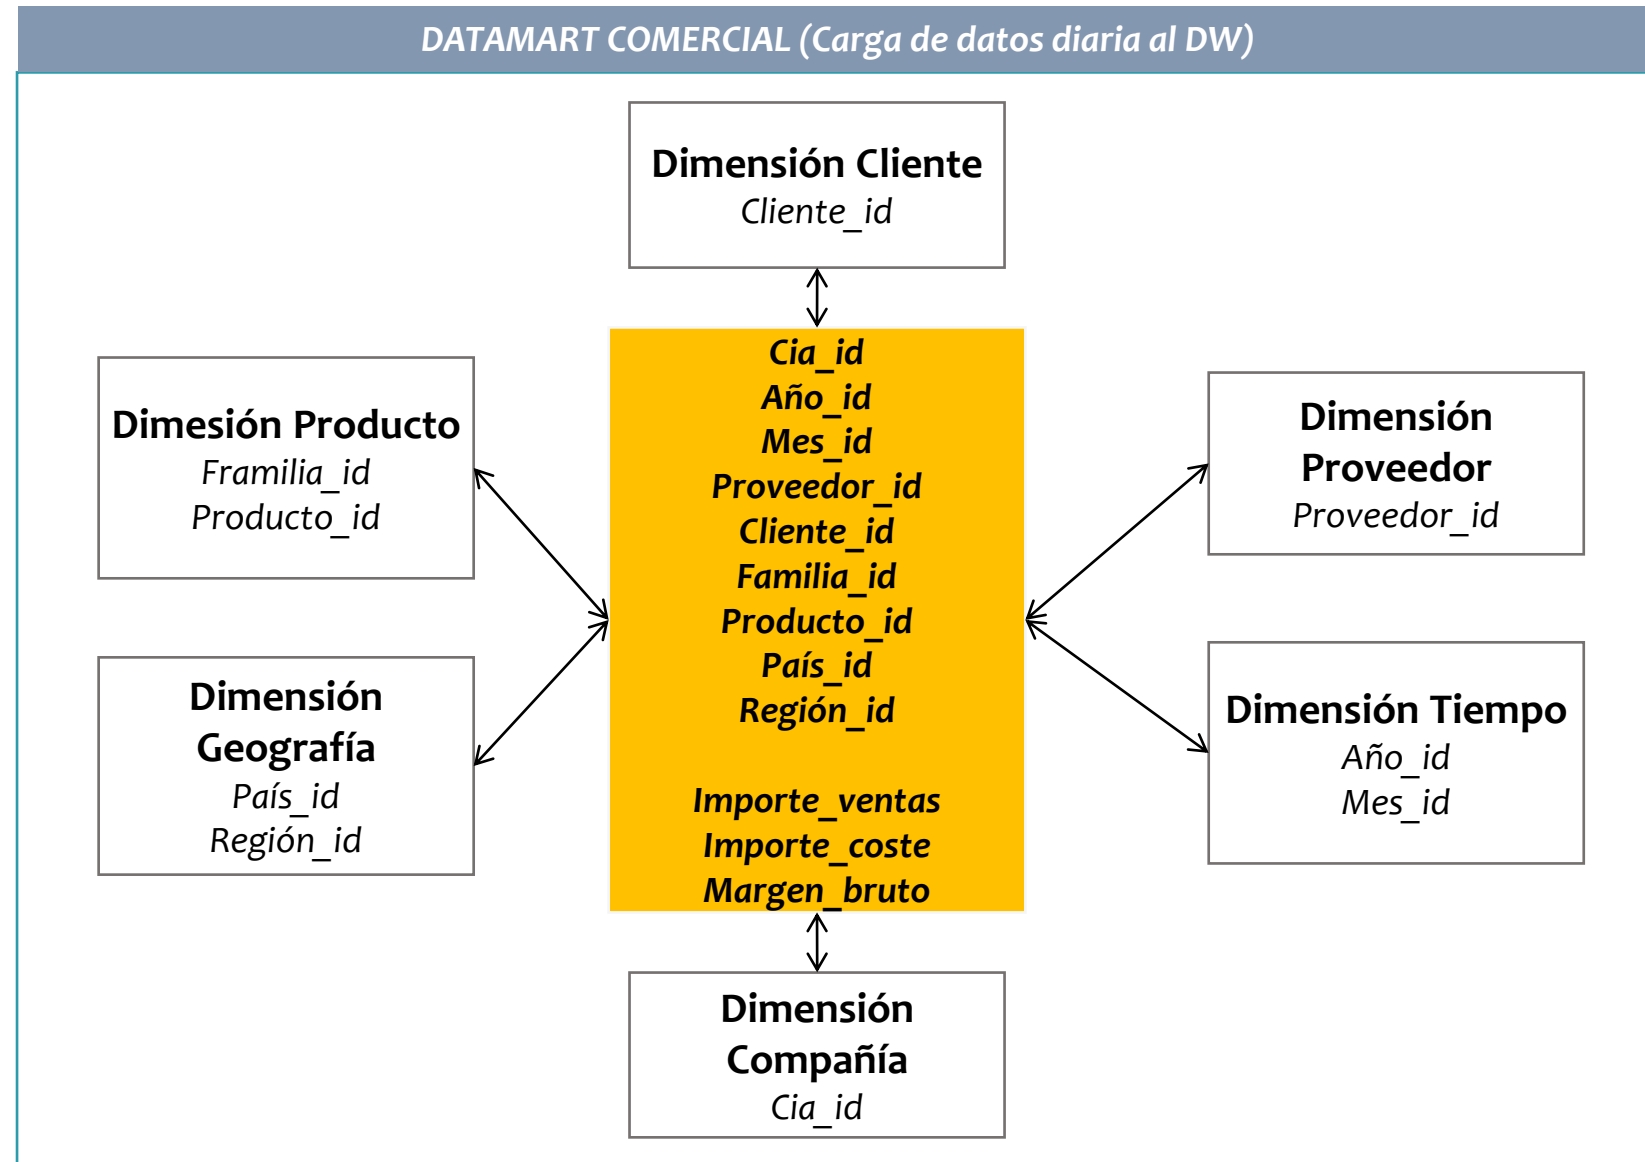 DATAMART COMERCIAL (Carga de datos diaria al DW)
Dimensión Cliente
Cliente_id
Dimesión Producto
Framilia_id
Producto_id
Dimensión
Geografía
País_id
Región_id
Cia_id
Año_id
Mes_id
Proveedor_id
Cliente_id
Familia_id
Producto_id
País_id
Región_id
Importe_ventas
Importe_coste
Margen_bruto
Dimensión
Proveedor
Proveedor_id
Dimensión Tiempo
Año_id
Mes_id
Dimensión
Compañía
Cia_id